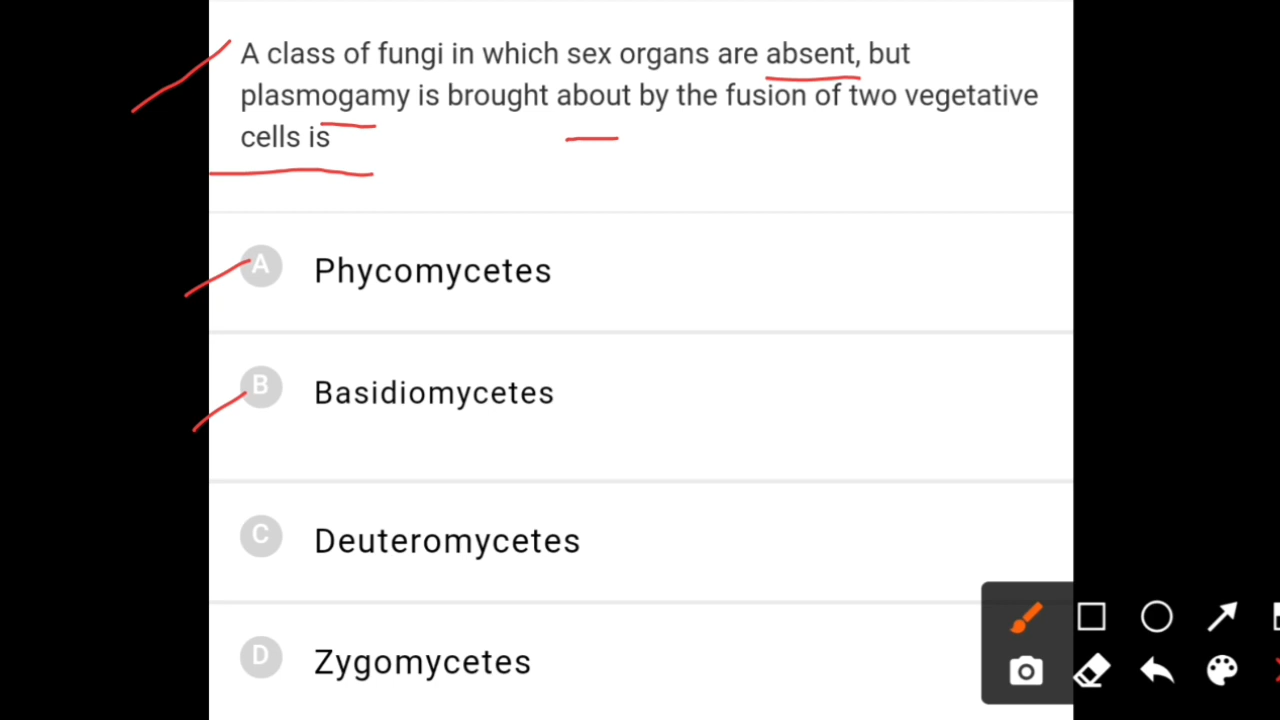 A class of fungi in which sex organs are absent, but
plasmogamy is brought about by the fusion of two vegetative
cells is
A Phycomycetes
B Basidiomycetes
C Deuteromycetes
D Zygomycetes